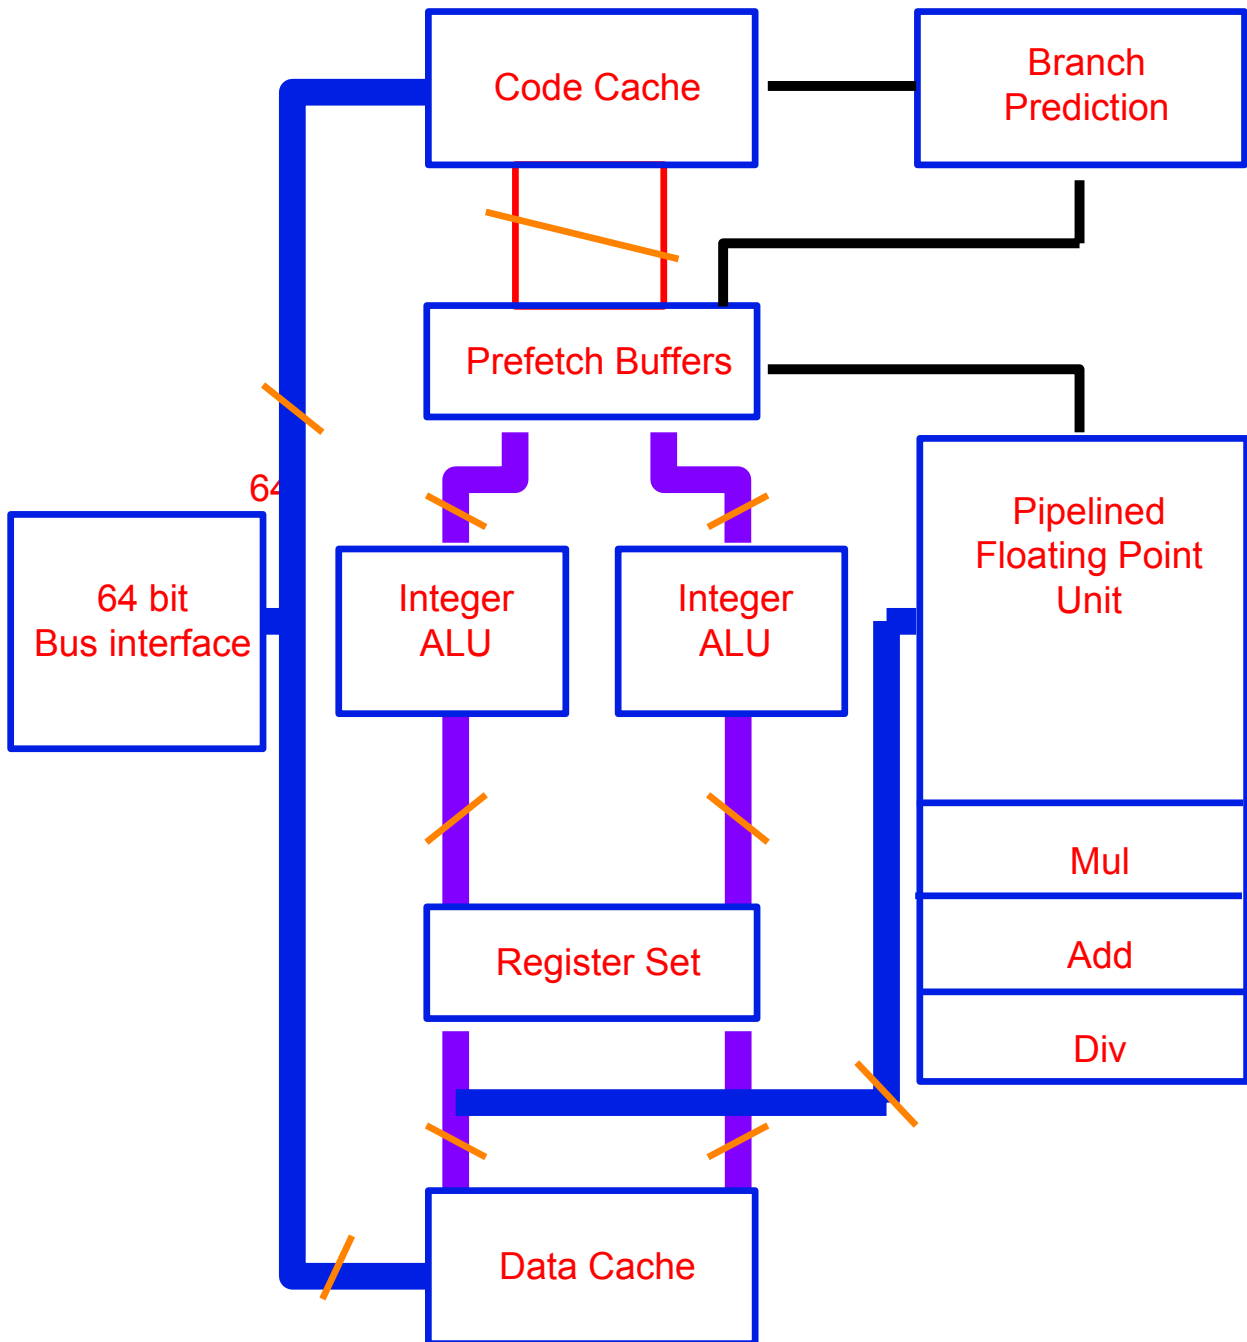 Code Cache
Branch
Prediction
Prefetch Buffers
64
64 bit
Bus interface
Integer
ALU
Integer
ALU
Pipelined
Floating Point
Unit
Mul
Add
Div
Register Set
Data Cache